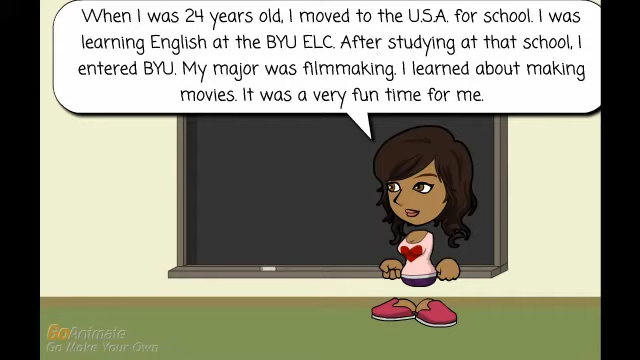 When I was 24 years old, I moved to the U.S.A. for school. I was
learning English at the BYU ELC. After studying at that school, I
entered BYU. My major was filmmaking. I learned about making
movies. It was a very fun time for me.
GoAnimate
Go Make Your Own